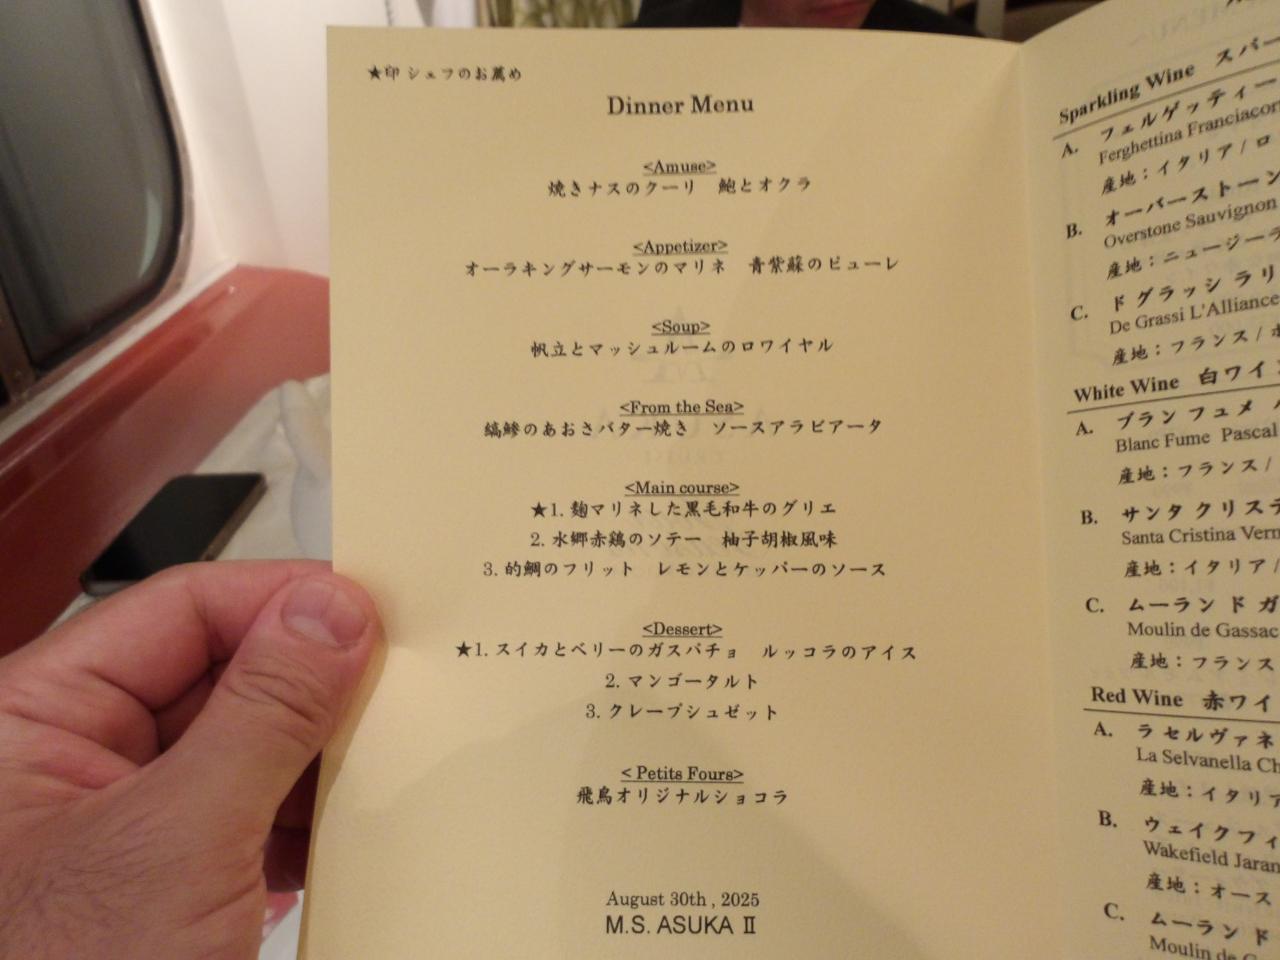 ★印 シェフのお薦め
Dinner Menu
<Amuse>
焼きナスのクーリ　鮑とオクラ
<Appetizer>
オーラキングサーモンのマリネ　青紫蘇のピューレ
<Soup>
帆立とマッシュルームのロワイヤル
<From the Sea>
縞鯵のあおさバター焼き　ソースアラビアータ
<Main course>
★1. 麹マリネした黒毛和牛のグリエ
2. 水郷赤鶏のソテー　柚子胡椒風味
3. 的鯛のフリット　レモンとケッパーのソース
<Dessert>
★1. スイカとベリーのガスパチョ　ルッコラのアイス
2. マンゴータルト
3. クレープシュゼット
< Petits Fours>
飛鳥オリジナルショコラ
August 30th , 2025
M.S. ASUKA Ⅱ
Sparkling Wine　スパー
A.　フェルゲッティー
Ferghettina Franciacor
産地：イタリア / ロ
B.　オーバーストーン
Overstone Sauvignon
産地：ニュージーラ
C.　ド グラッシ ラリ
De Grassi L'Alliance
産地：フランス /
White Wine　白ワイン
A.　ブラン フュメ
Blanc Fume Pascal
産地：フランス /
B.　サンタ クリステ
Santa Cristina Vern
産地：イタリア /
C.　ムーラン ド ガ
Moulin de Gassac
産地：フランス
Red Wine　赤ワイ
A.　ラ セルヴァネ
La Selvanella Ch
産地：イタリア
B.　ウェイクフィ
Wakefield Jaran
産地：オース
C.　ムーラン ド
Moulin de